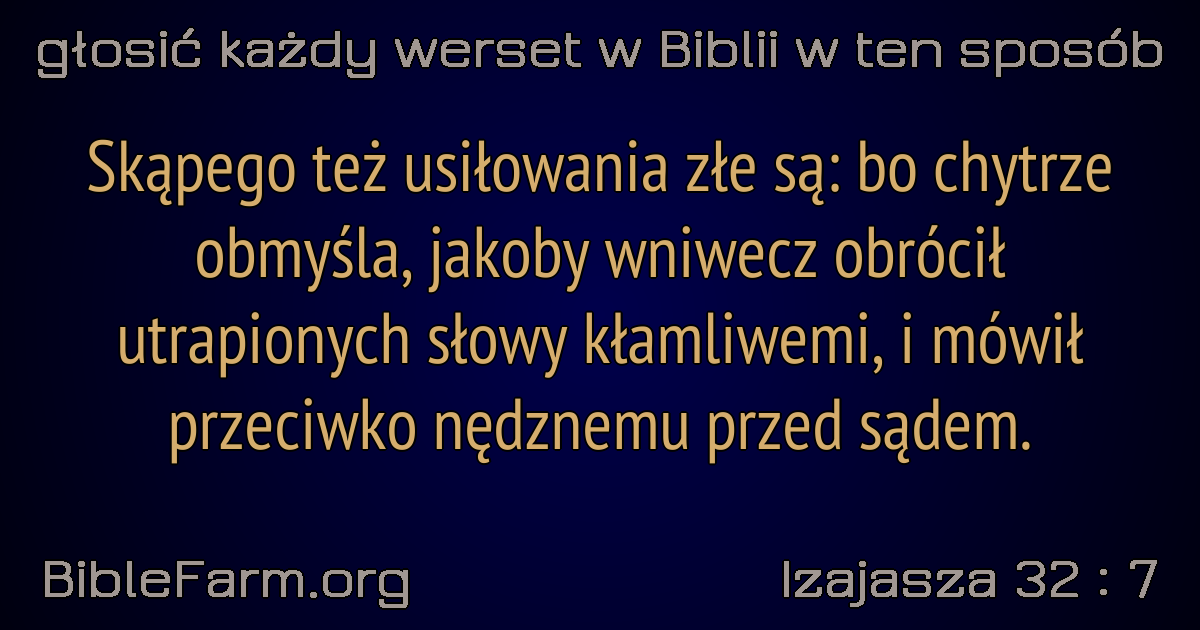 głosić każdy werset w Biblii w ten sposób
Skąpego też usiłowania złe są: bo chytrze
obmyśla, jakoby wniwecz obrócił
utrapionych słowy kłamliwemi, i mówił
przeciwko nędznemu przed sądem.
BibleFarm.org
Izajasza 32 : 7